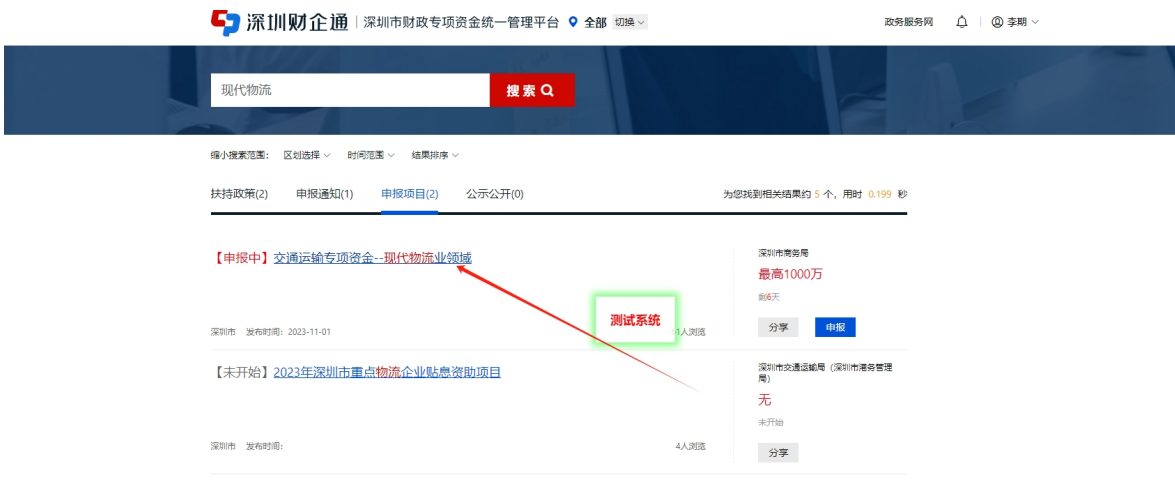 深圳财企通 深圳市财政专项资金统一管理平台 全部 切换 政务服务网 李期
现代物流 搜索
缩小搜索范围： 区划选择 时间范围 结果排序
扶持政策(2) 申报通知(1) 申报项目(2) 公示公开(0) 为您找到相关结果约 5 个，用时 0.199 秒
【申报中】交通运输专项资金--现代物流业领域
深圳市商务局
最高1000万
剩6天
测试系统
分享 申报
深圳市 发布时间：2023-11-01 1人浏览
【未开始】2023年深圳市重点物流企业贴息资助项目
深圳市交通运输局（深圳市港务管理
局）
无
未开始
深圳市 发布时间： 4人浏览
分享